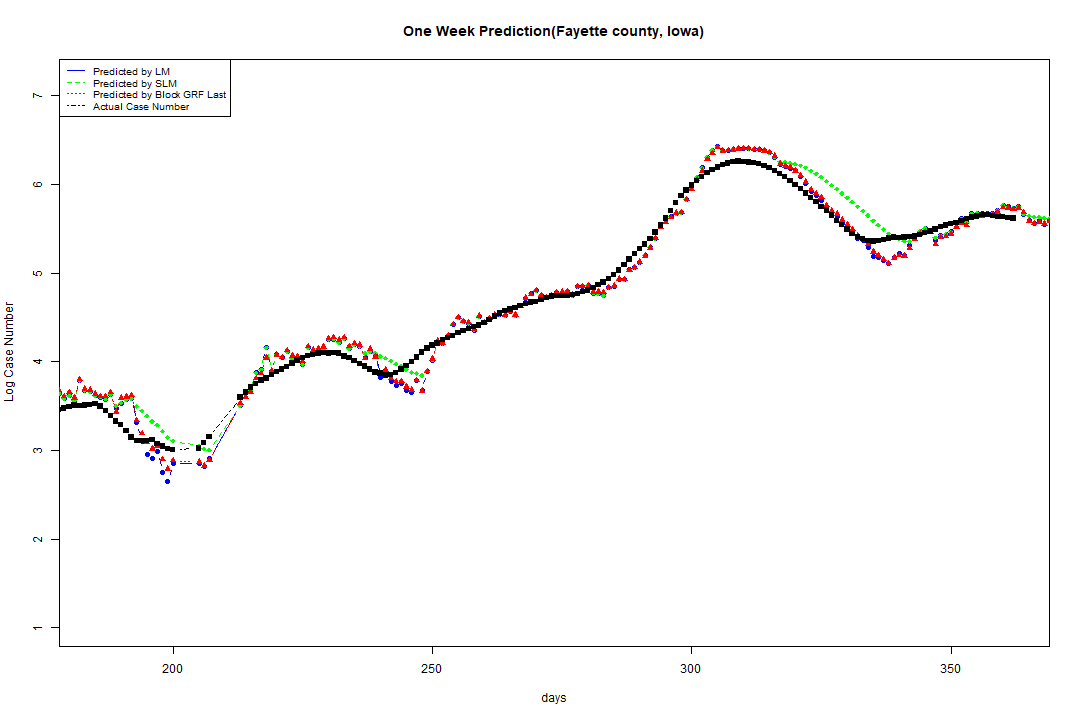 One Week Prediction(Fayette county, Iowa)
Predicted by LM
Predicted by SLM
Predicted by Block GRF Last
Actual Case Number
7
6
5
4
3
2
1
Log Case Number
200 250 300 350
days